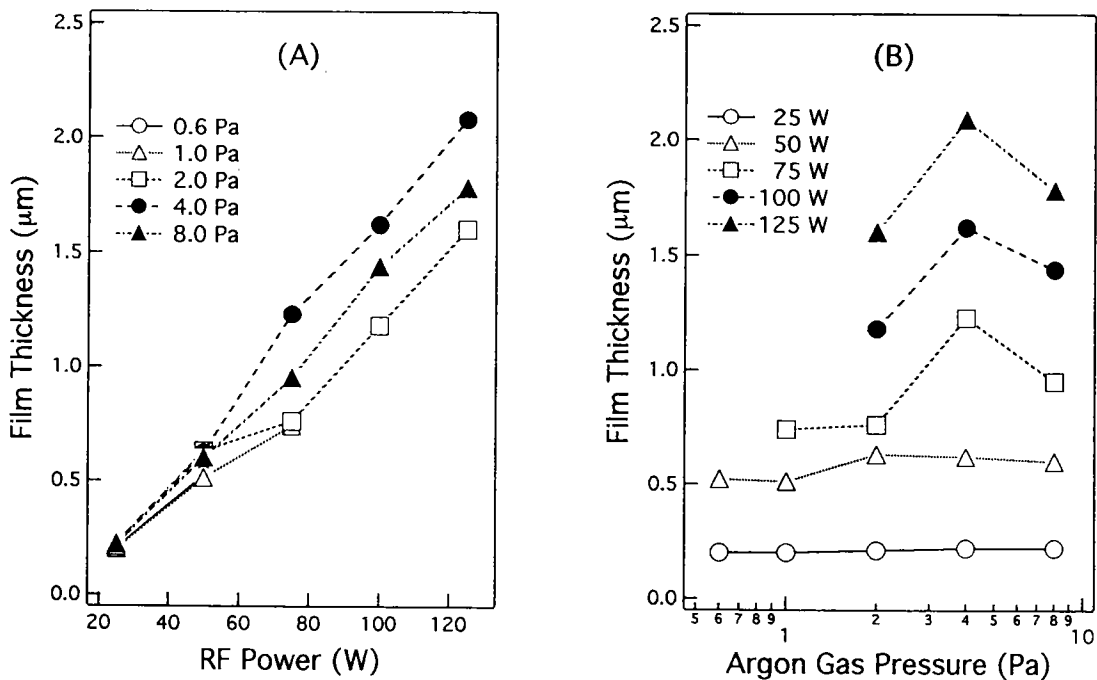 (A)
2.5
2.0
1.5
1.0
0.5
0.0
Film Thickness (μm)
0.6 Pa
1.0 Pa
2.0 Pa
4.0 Pa
8.0 Pa
20 40 60 80 100 120
RF Power (W)
(B)
2.5
2.0
1.5
1.0
0.5
0.0
Film Thickness (μm)
25 W
50 W
75 W
100 W
125 W
5 6 7 8 9 1 2 3 4 5 6 7 8 9 10
Argon Gas Pressure (Pa)